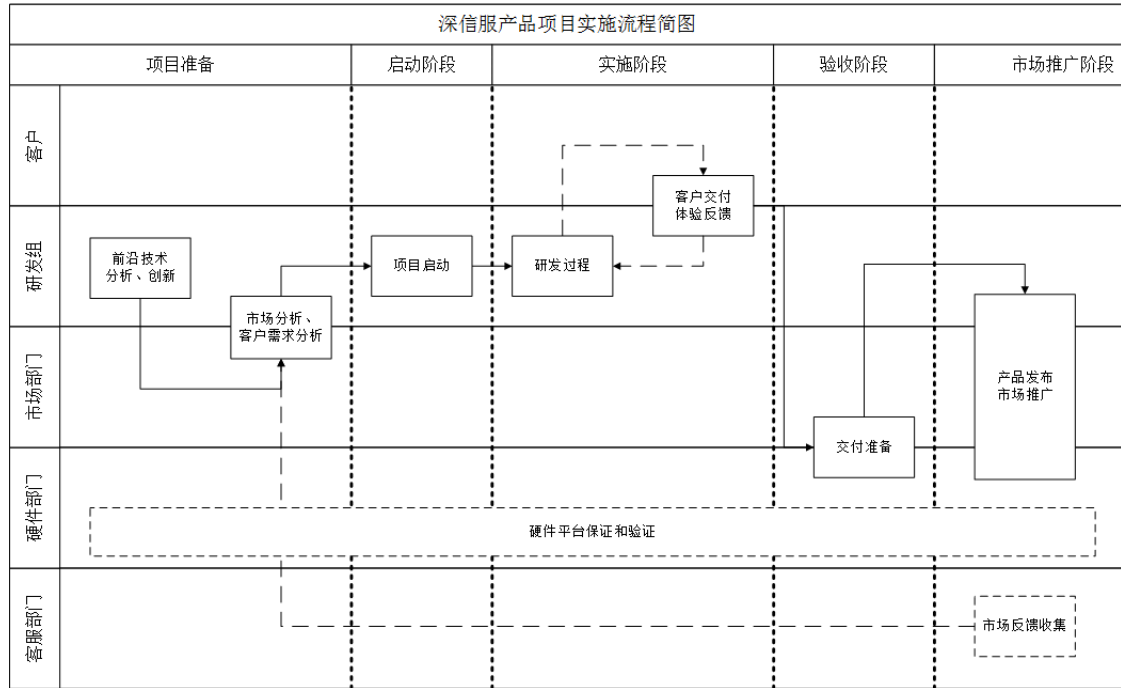 深信服产品项目实施流程简图
项目准备
启动阶段
实施阶段
验收阶段
市场推广阶段
客户
客户交付
体验反馈
研发组
前沿技术
分析、创新
项目启动
研发过程
市场分析、
客户需求分析
市场部门
产品发布
市场推广
交付准备
硬件部门
硬件平台保证和验证
客服部门
市场反馈收集